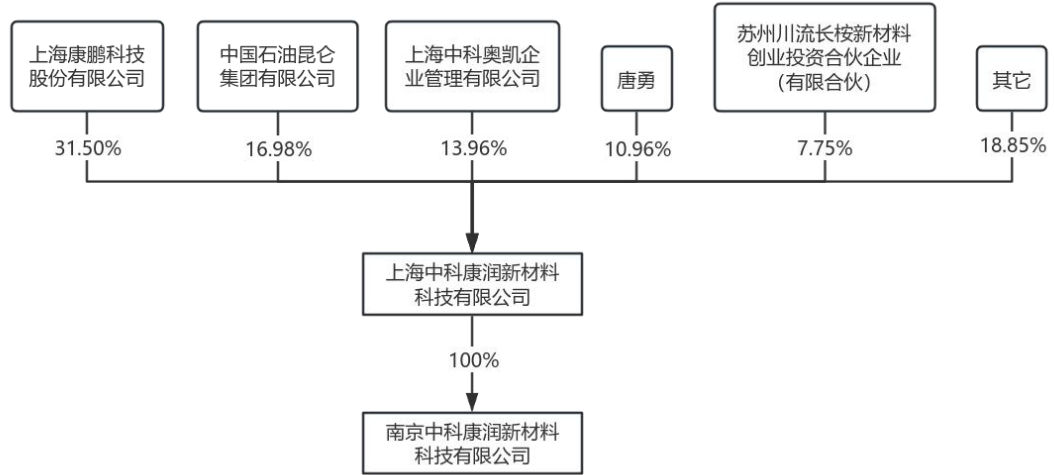 上海康鹏科技
股份有限公司
中国石油昆仑
集团有限公司
上海中科奥凯企
业管理有限公司
唐勇
苏州川流长桉新材料
创业投资合伙企业
（有限合伙）
其它
31.50%
16.98%
13.96%
10.96%
7.75%
18.85%
上海中科康润新材料
科技有限公司
100%
南京中科康润新材料
科技有限公司